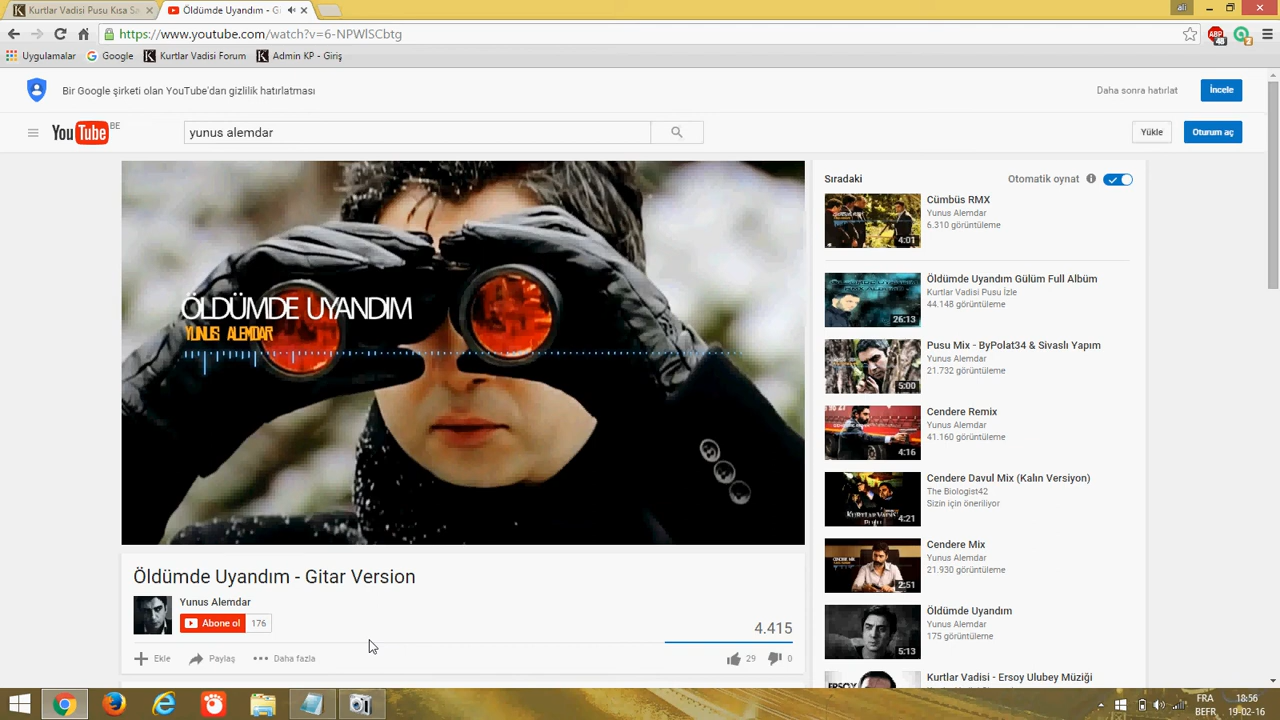 Kurtlar Vadisi Pusu Kısa Sa
Öldümde Uyandım - G
ali
https://www.youtube.com/watch?v=6-NPWlSCbtg
ABP
45
2
Uygulamalar
Google
Kurtlar Vadisi Forum
Admin KP - Giriş
Bir Google şirketi olan YouTube'dan gizlilik hatırlatması
Daha sonra hatırlat
İncele
YouTube BE
yunus alemdar
Yükle
Oturum aç
ÖLDÜMDE UYANDIM
YUNUS ALEMDAR
Öldümde Uyandım - Gitar Version
Yunus Alemdar
Abone ol 176
4.415
Ekle
Paylaş
Daha fazla
29
0
Sıradaki
Otomatik oynat
Cümbüş RMX
Yunus Alemdar
6.310 görüntüleme
4:01
Öldümde Uyandım Gülüm Full Albüm
Kurtlar Vadisi Pusu İzle
44.148 görüntüleme
26:13
Pusu Mix - ByPolat34 & Sivaslı Yapım
Yunus Alemdar
21.732 görüntüleme
5:00
Cendere Remix
Yunus Alemdar
41.160 görüntüleme
4:16
Cendere Davul Mix (Kalın Versiyon)
The Biologist42
Sizin için öneriliyor
4:21
Cendere Mix
Yunus Alemdar
21.930 görüntüleme
2:51
Öldümde Uyandım
Yunus Alemdar
175 görüntüleme
5:13
Kurtlar Vadisi - Ersoy Ulubey Müziği
FRA
BEFR
18:56
19-02-16